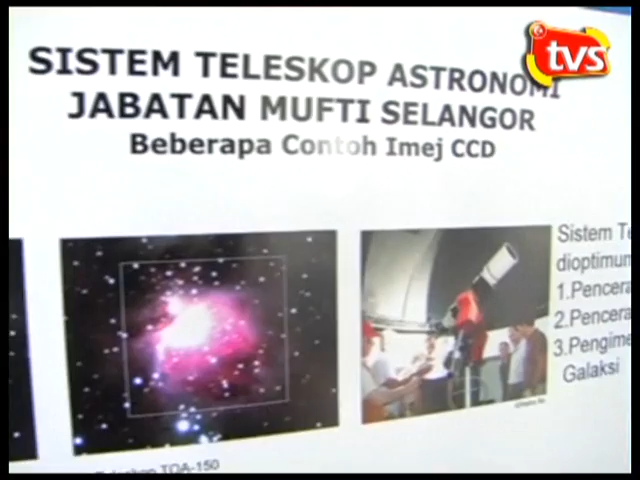 tvs
SISTEM TELESKOP ASTRONOMI
JABATAN MUFTI SELANGOR
Beberapa Contoh Imej CCD
Sistem
dioptimum
1.Pencera
2.Pencera
3.Pengime
Galaksi
TOA-150